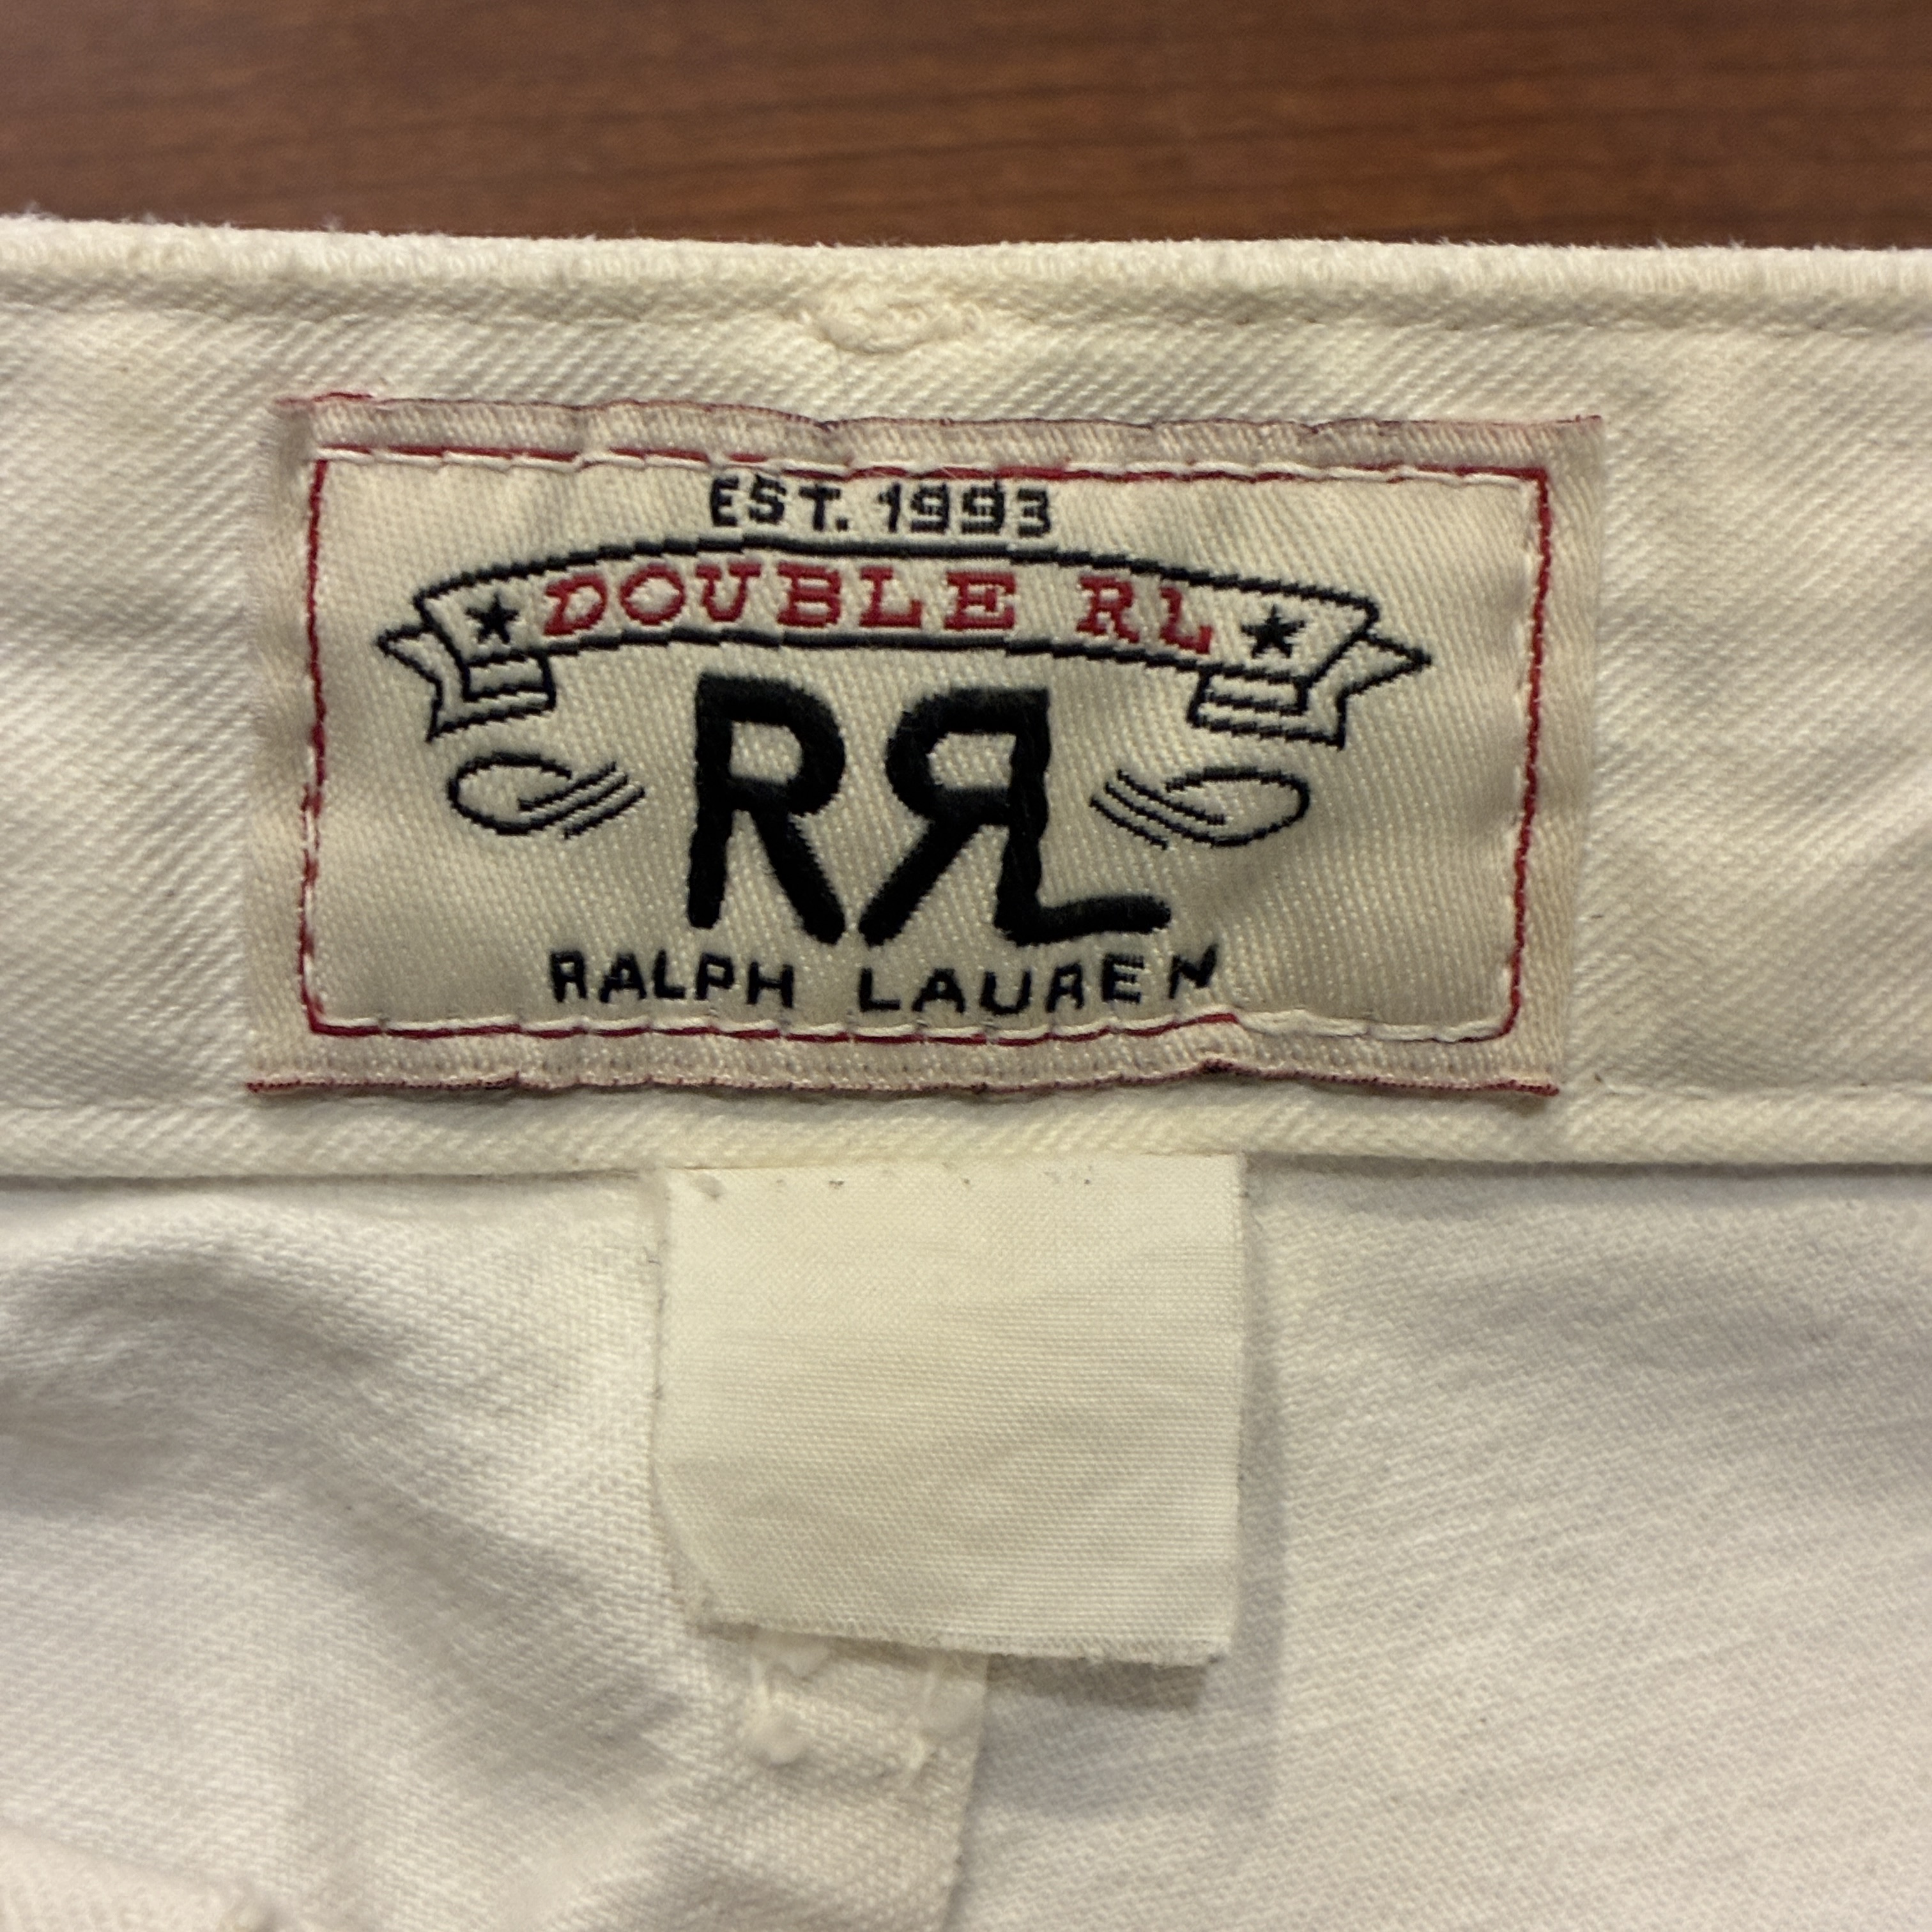 EST. 1993
DOUBLE RL
RRL
RALPH LAUREN